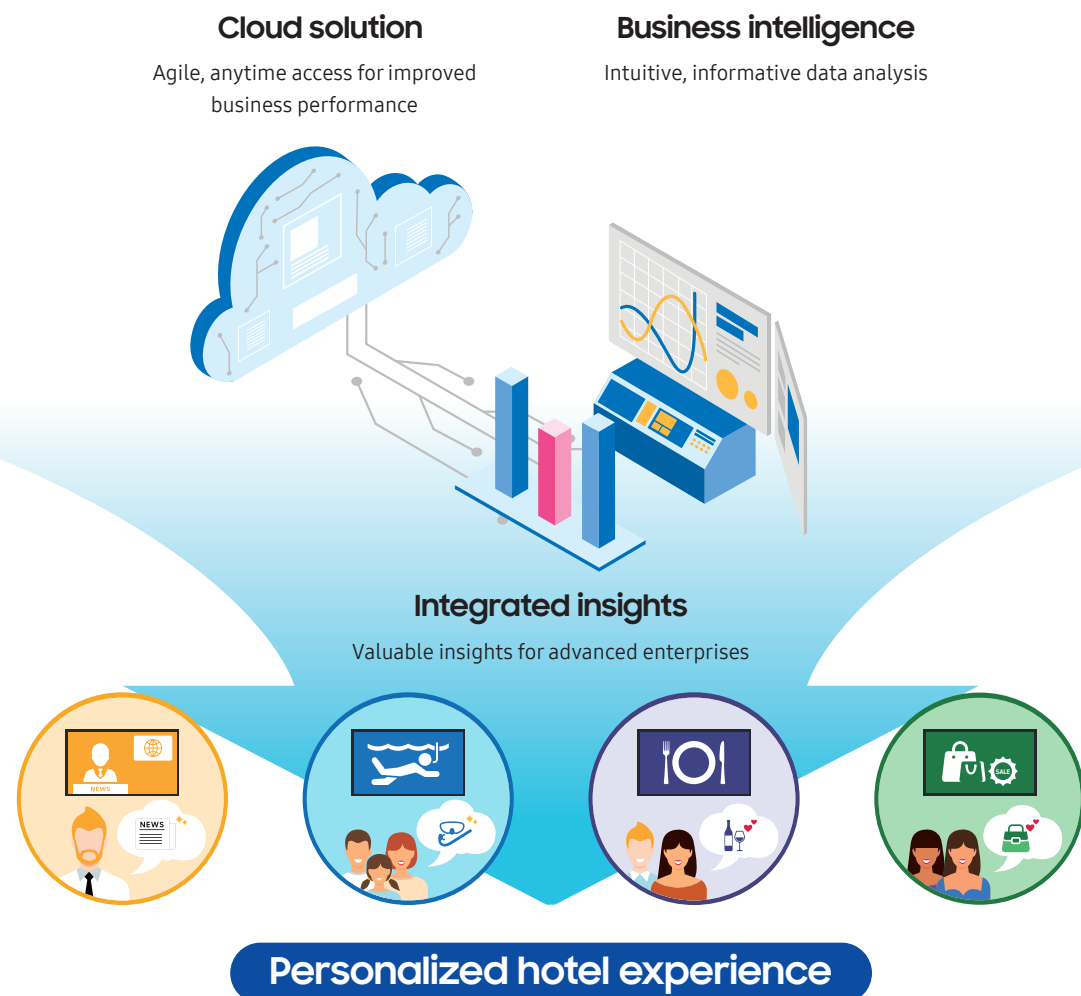 Cloud solution
Agile, anytime access for improved
business performance
Business intelligence
Intuitive, informative data analysis
Integrated insights
Valuable insights for advanced enterprises
NEWS
NEWS
SALE
Personalized hotel experience